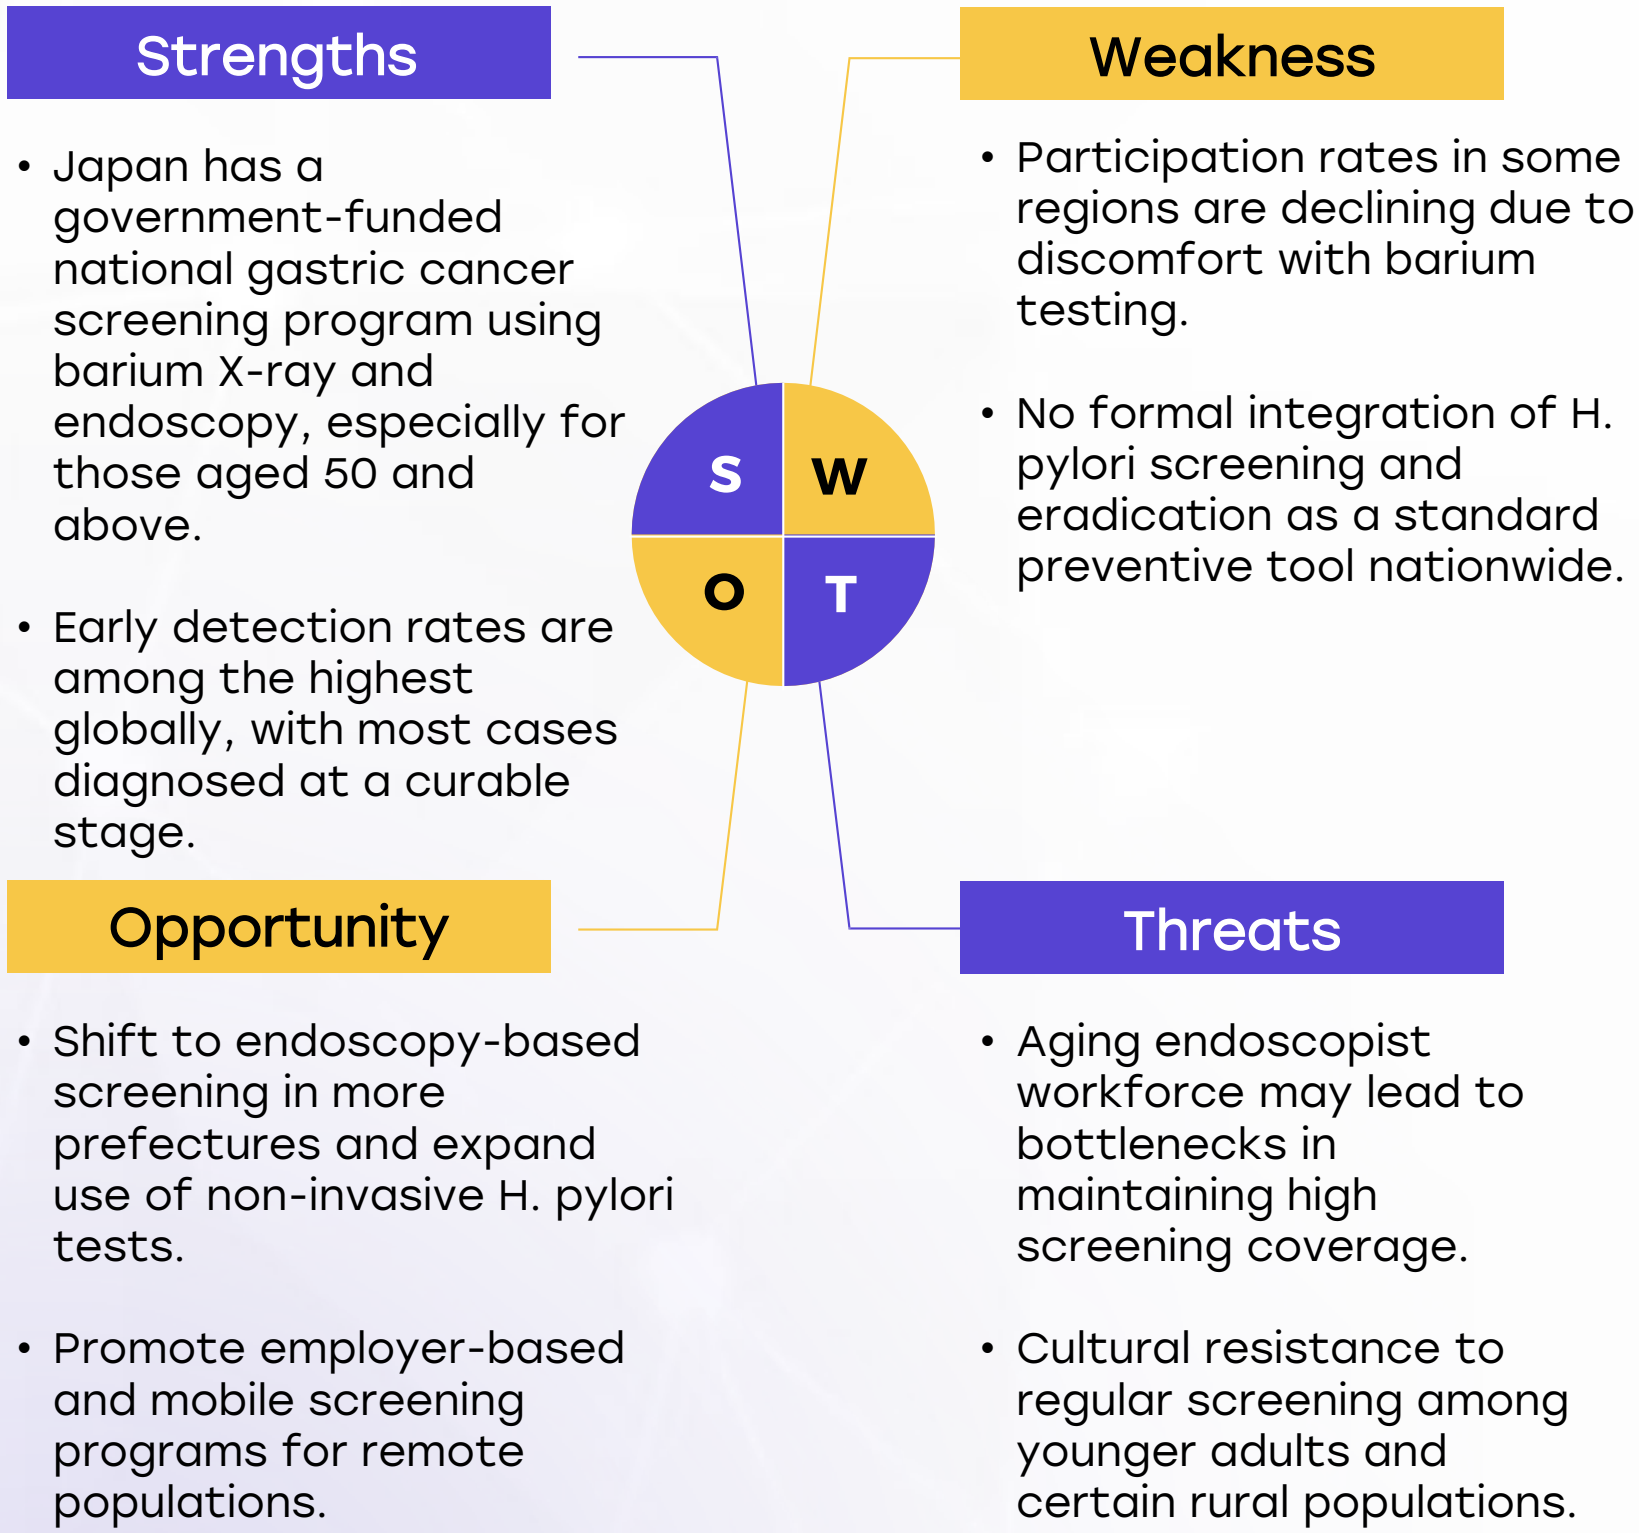 Strengths
• Japan has a
government-funded
national gastric cancer
screening program using
barium X-ray and
endoscopy, especially for
those aged 50 and
above.
• Early detection rates are
among the highest
globally, with most cases
diagnosed at a curable
stage.
Weakness
• Participation rates in some
regions are declining due to
discomfort with barium
testing.
• No formal integration of H.
pylori screening and
eradication as a standard
preventive tool nationwide.
S
W
O
T
Opportunity
• Shift to endoscopy-based
screening in more
prefectures and expand
use of non-invasive H. pylori
tests.
• Promote employer-based
and mobile screening
programs for remote
populations.
Threats
• Aging endoscopist
workforce may lead to
bottlenecks in
maintaining high
screening coverage.
• Cultural resistance to
regular screening among
younger adults and
certain rural populations.